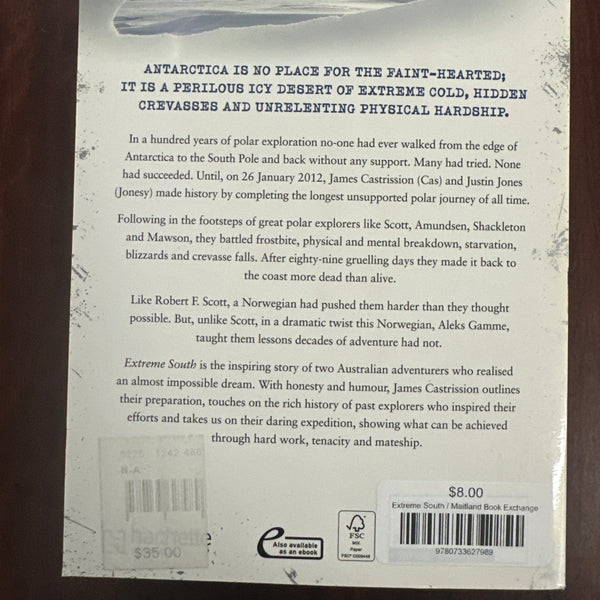 ANTARCTICA IS NO PLACE FOR THE FAINT-HEARTED;
IT IS A PERILOUS ICY DESERT OF EXTREME COLD, HIDDEN
CREVASSES AND UNRELENTING PHYSICAL HARDSHIP.
In a hundred years of polar exploration no-one had ever walked from the edge of
Antarctica to the South Pole and back without any support. Many had tried. None
had succeeded. Until, on 26 January 2012, James Castrission (Cas) and Justin Jones
(Jonesy) made history by completing the longest unsupported polar journey of all time.
Following in the footsteps of great polar explorers like Scott, Amundsen, Shackleton
and Mawson, they battled frostbite, physical and mental breakdown, starvation,
blizzards and crevasse falls. After eighty-nine gruelling days they made it back to
the coast more dead than alive.
Like Robert F. Scott, a Norwegian had pushed them harder than they thought
possible. But, unlike Scott, in a dramatic twist this Norwegian, Aleks Gamme,
taught them lessons decades of adventure had not.
Extreme South is the inspiring story of two Australian adventurers who realised
an almost impossible dream. With honesty and humour, James Castrission outlines
their preparation, touches on the rich history of past explorers who inspired their
efforts and takes us on their daring expedition, showing what can be achieved
through hard work, tenacity and mateship.
N-A
hachette
$35.00
e
Also available
as an ebook
FSC
MIX
Paper
$8.00
Extreme South / Maitland Book Exchange
9780733627989